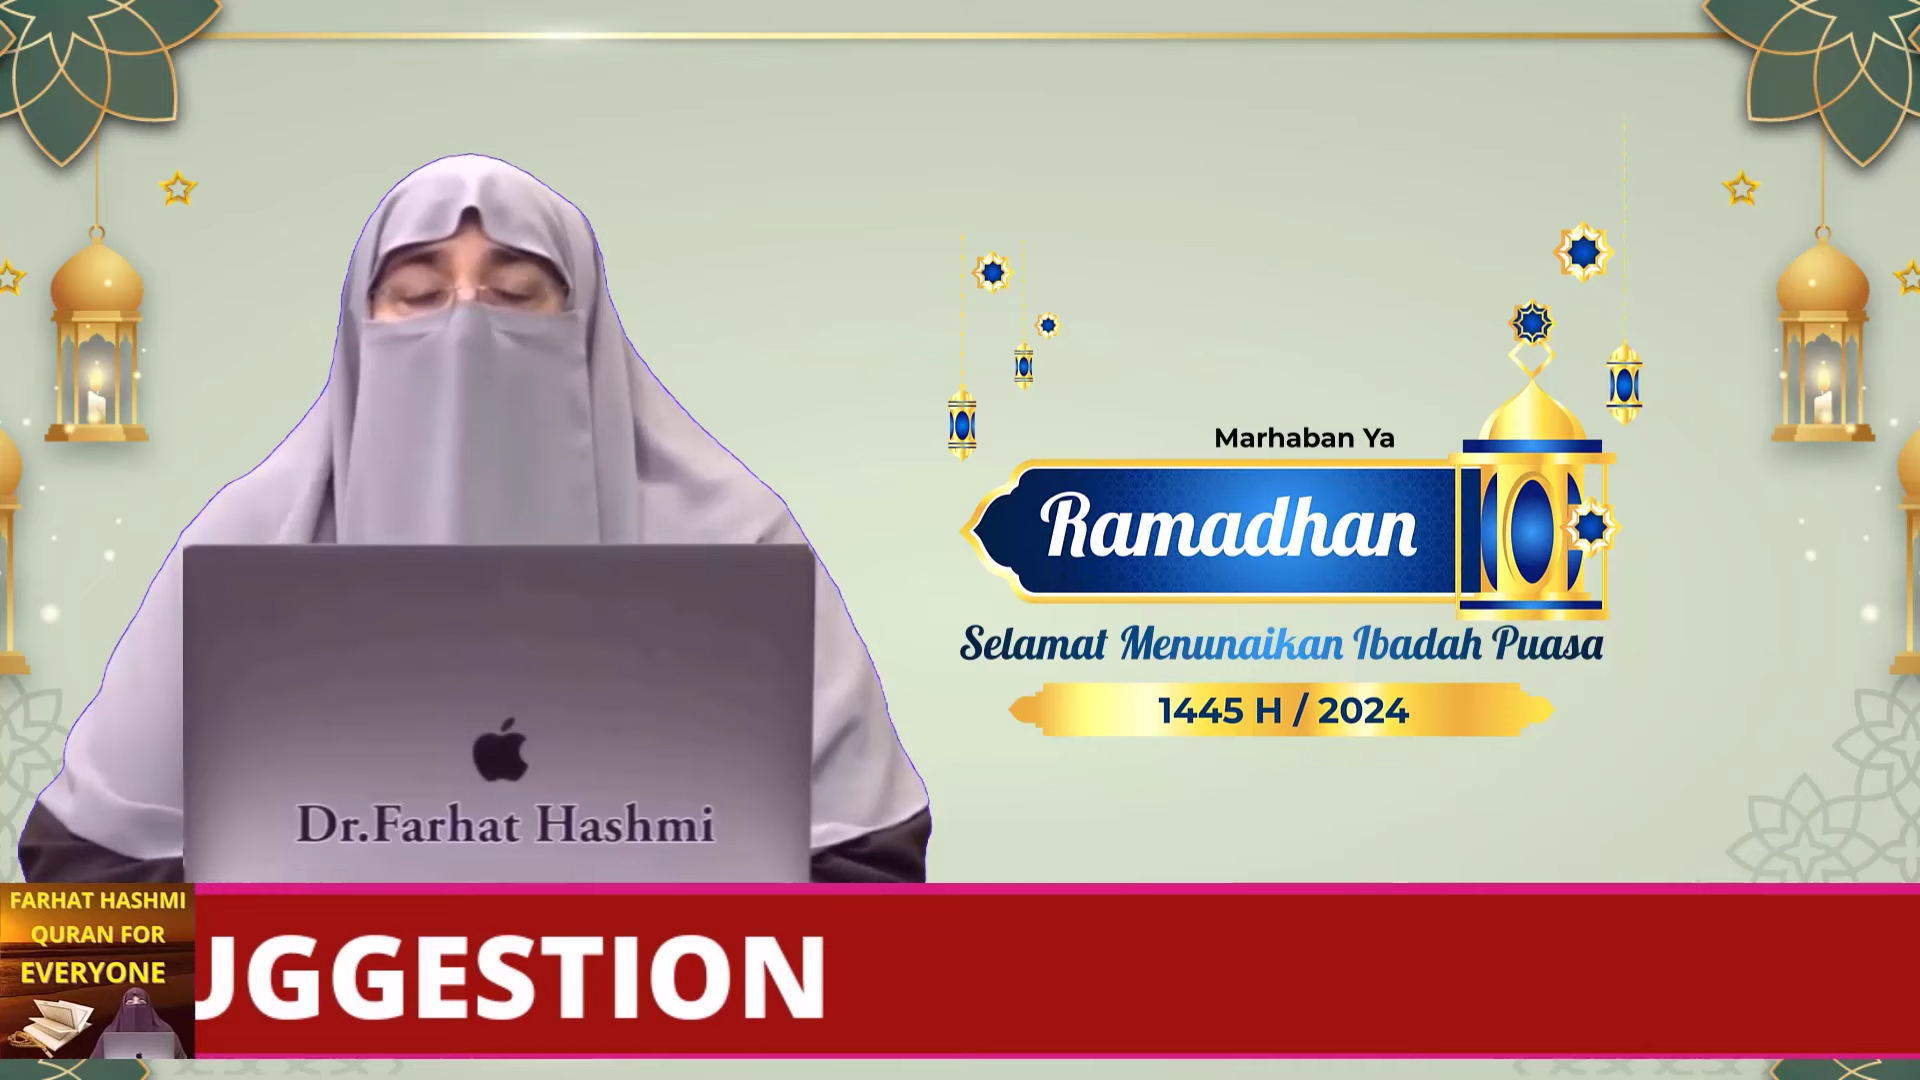 Marhaban Ya
Ramadhan
Selamat Menunaikan Ibadah Puasa
1445 H / 2024
Dr.Farhat Hashmi
FARHAT HASHMI
QURAN FOR
EVERYONE
UGGESTION